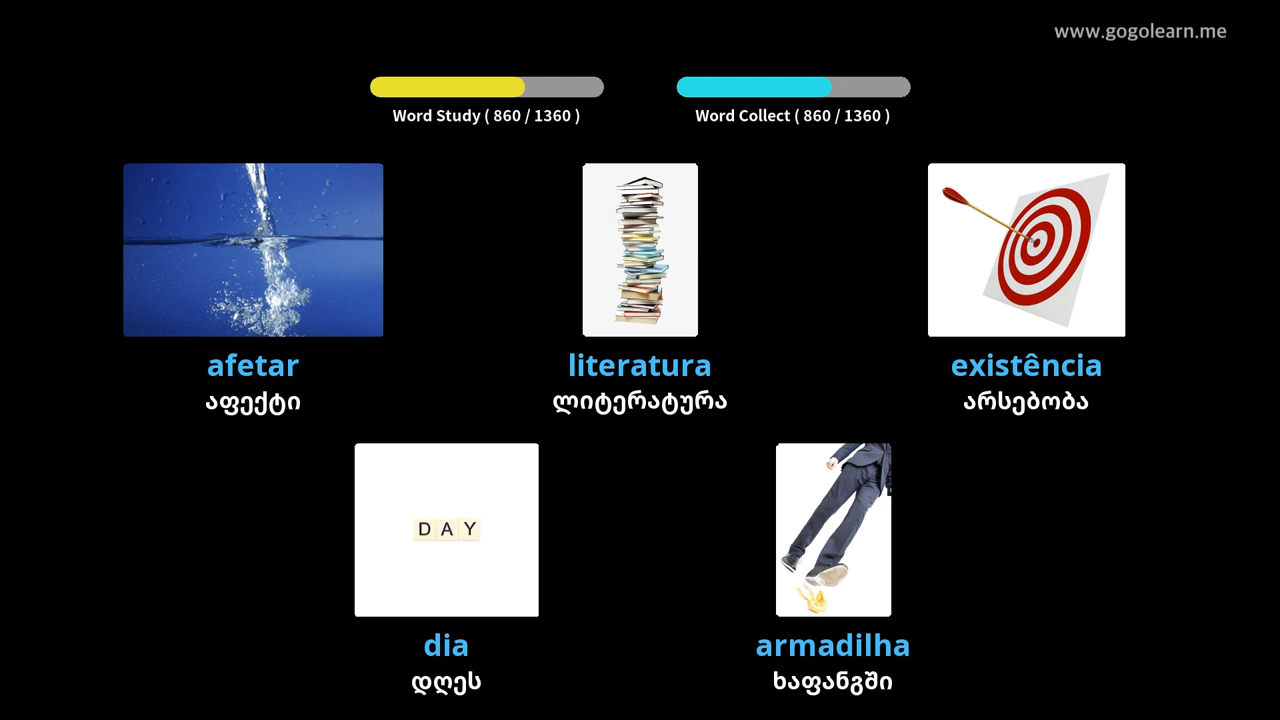 www.gogolearn.me
Word Study ( 860 / 1360 )
Word Collect ( 860 / 1360 )
afetar
აფექტი
literatura
ლიტერატურა
existência
არსებობა
DAY
dia
დღეს
armadilha
ხაფანგში